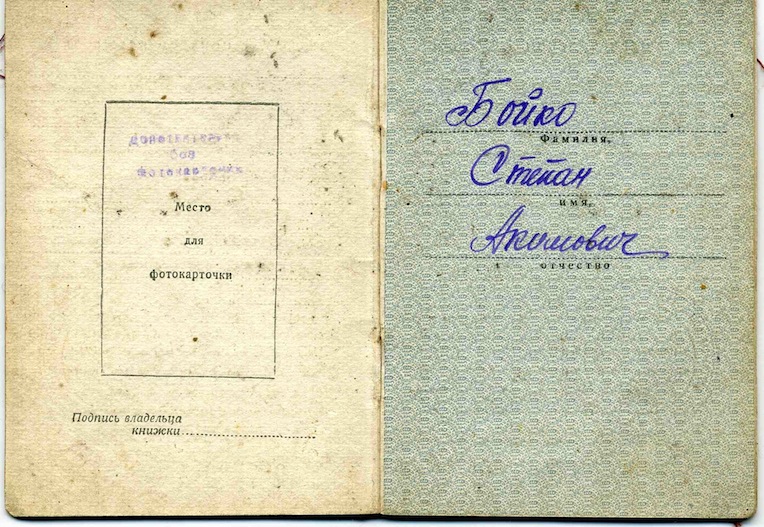 Действительно
без
фотокарточки
Место
для
фотокарточки
Подпись владельца
книжки
Бойко
Фамилия,
Степан
имя,
Акимович
отчество